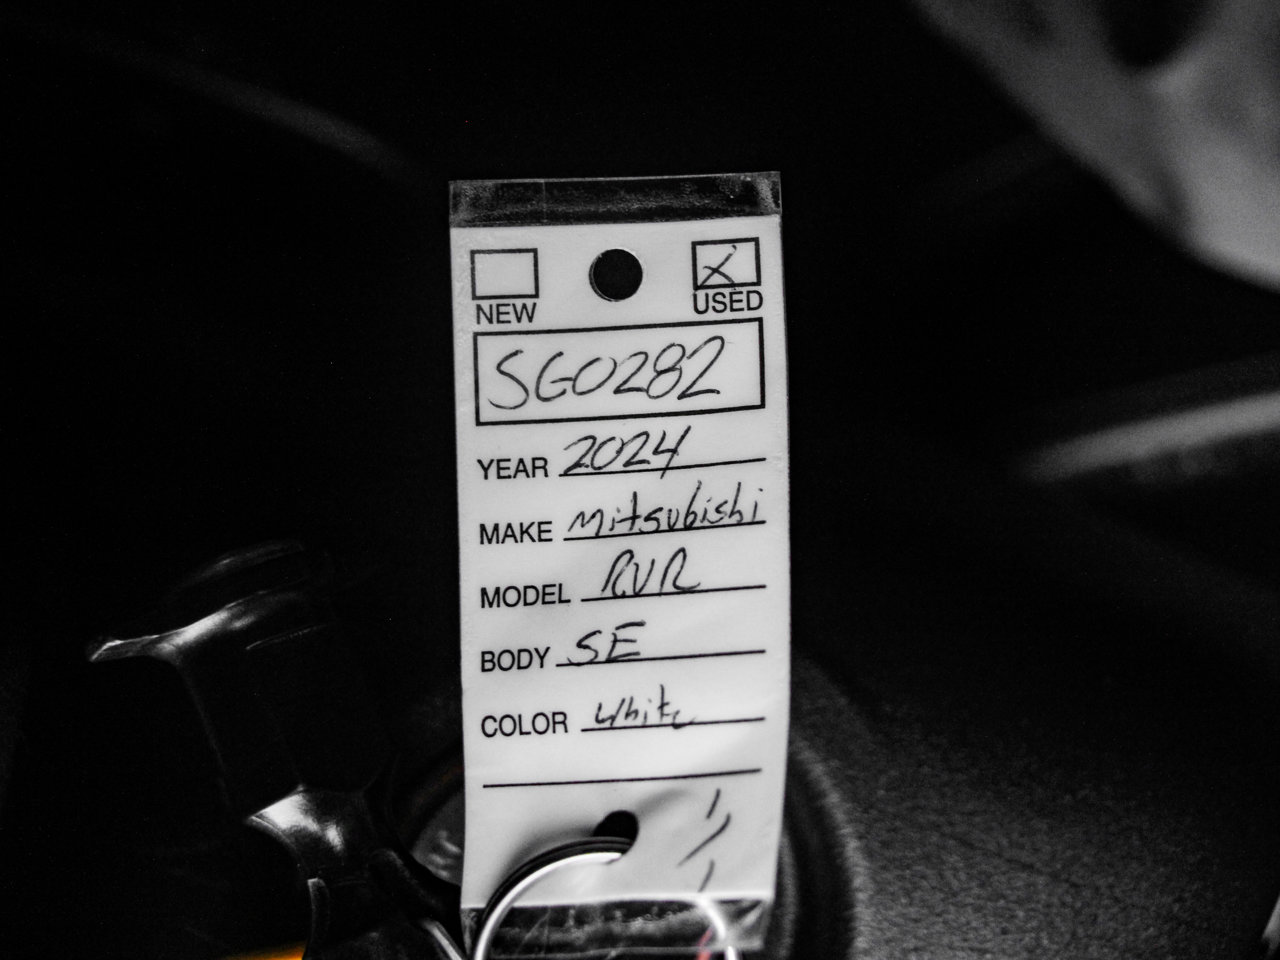 NEW USED
SG0282
YEAR 2024
MAKE Mitsubishi
MODEL RVR
BODY SE
COLOR White